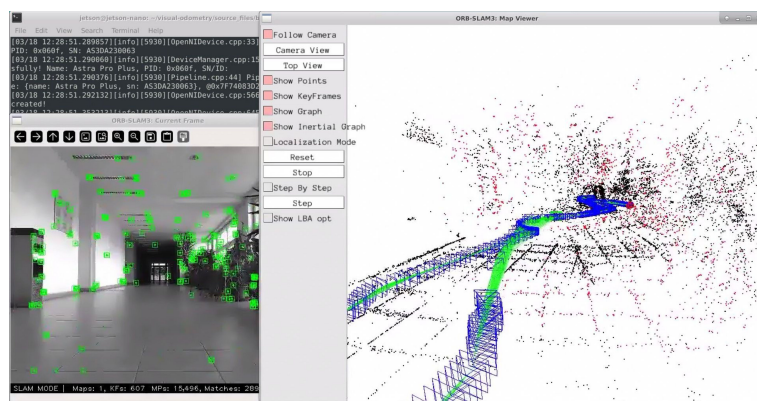 jetson@jetson-nano: ~/visual-odometry/source_files/b
File Edit View Search Terminal Help
[03/18 12:28:51.289857][info][5930][OpenNIDevice.cpp:33]
PID: 0x060f, SN: AS3DA230063
[03/18 12:28:51.290060][info][5930][DeviceManager.cpp:15
sfully! Name: Astra Pro Plus, PID: 0x060f, SN/ID:
[03/18 12:28:51.290376][info][5930][Pipeline.cpp:44] Pip
e: {name: Astra Pro Plus, sn: AS3DA230063}, @0x7F74083D2
[03/18 12:28:51.292132][info][5930][OpenNIDevice.cpp:566
created!
ORB-SLAM3: Current Frame
SLAM MODE | Maps: 1, KFs: 607 MPs: 15,496, Matches: 289
ORB-SLAM3: Map Viewer
Follow Camera
Camera View
Top View
Show Points
Show KeyFrames
Show Graph
Show Inertial Graph
Localization Mode
Reset
Stop
Step By Step
Step
Show LBA opt